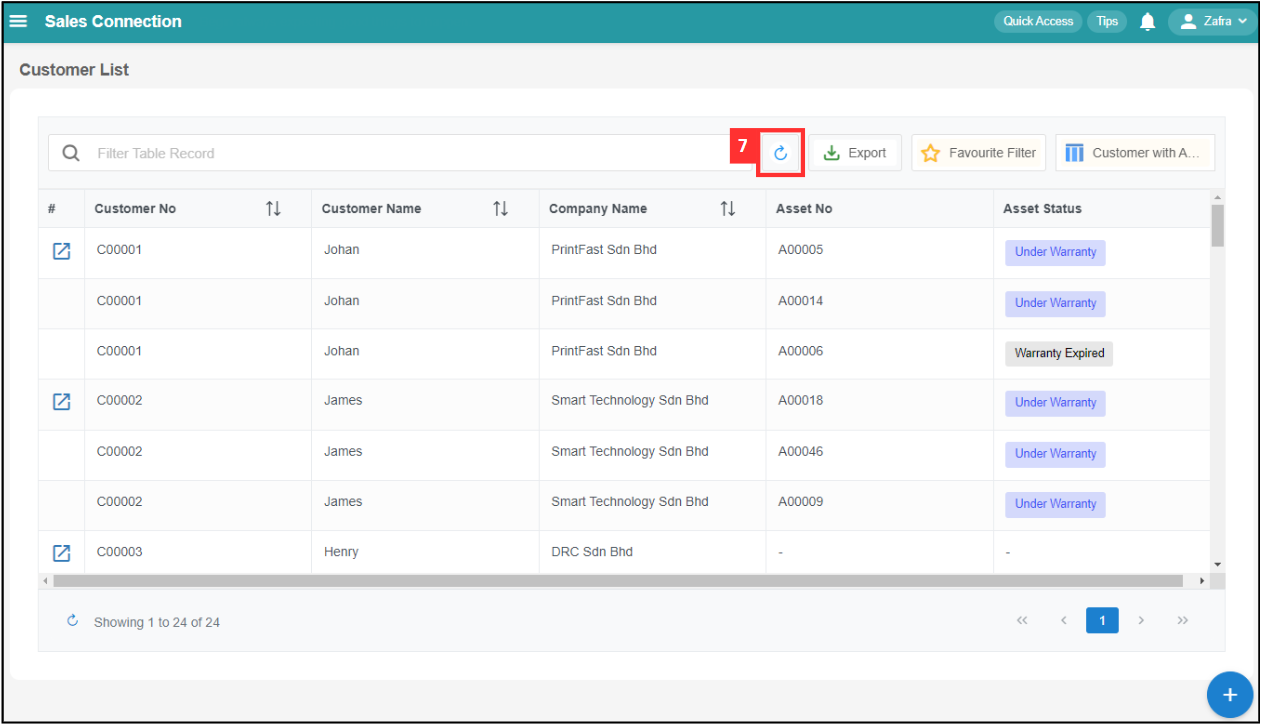 Sales Connection Quick Access Tips Zafra
Customer List
Filter Table Record 7 Export Favourite Filter Customer with A...
# Customer No Customer Name Company Name Asset No Asset Status
C00001 Johan PrintFast Sdn Bhd A00005 Under Warranty
C00001 Johan PrintFast Sdn Bhd A00014 Under Warranty
C00001 Johan PrintFast Sdn Bhd A00006 Warranty Expired
C00002 James Smart Technology Sdn Bhd A00018 Under Warranty
C00002 James Smart Technology Sdn Bhd A00046 Under Warranty
C00002 James Smart Technology Sdn Bhd A00009 Under Warranty
C00003 Henry DRC Sdn Bhd - -
Showing 1 to 24 of 24 << < 1 > >>
+